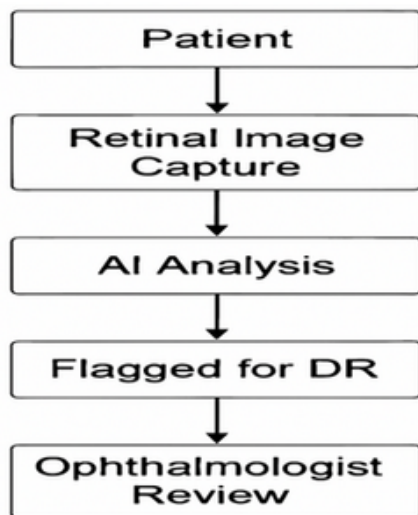 Patient
Retinal Image
Capture
AI Analysis
Flagged for DR
Ophthalmologist
Review